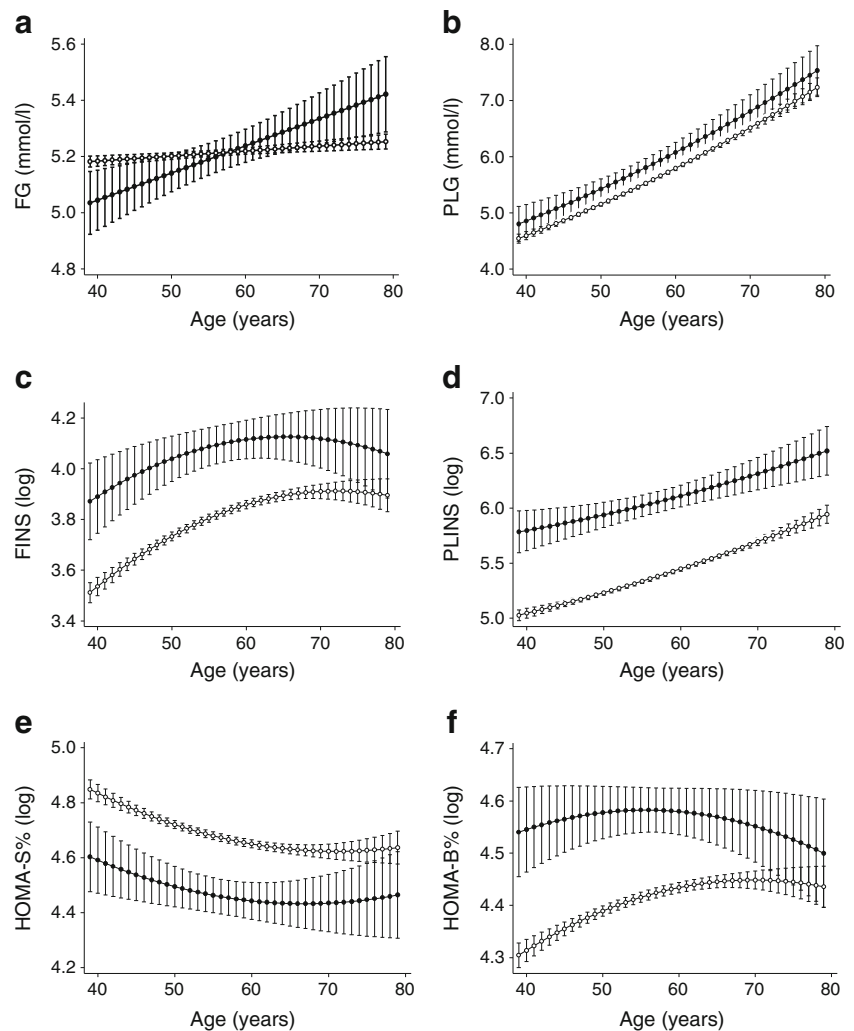 a
FG (mmol/l)
5.6
5.4
5.2
5.0
4.8
40 50 60 70 80
Age (years)
b
PLG (mmol/l)
8.0
7.0
6.0
5.0
4.0
40 50 60 70 80
Age (years)
c
FINS (log)
4.2
4.0
3.8
3.6
3.4
40 50 60 70 80
Age (years)
d
PLINS (log)
7.0
6.5
6.0
5.5
5.0
40 50 60 70 80
Age (years)
e
HOMA-S% (log)
5.0
4.8
4.6
4.4
4.2
40 50 60 70 80
Age (years)
f
HOMA-B% (log)
4.7
4.6
4.5
4.4
4.3
40 50 60 70 80
Age (years)